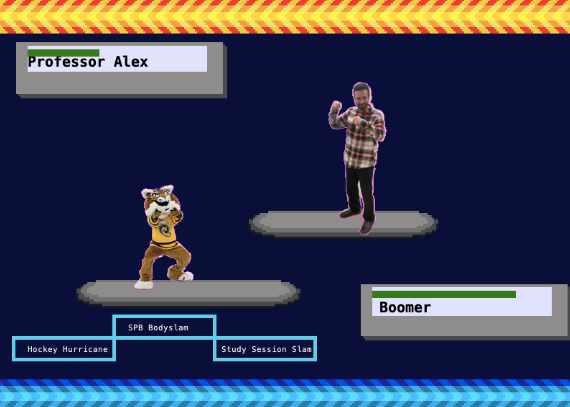 Professor Alex
Boomer
SPB Bodyslam
Hockey Hurricane
Study Session Slam